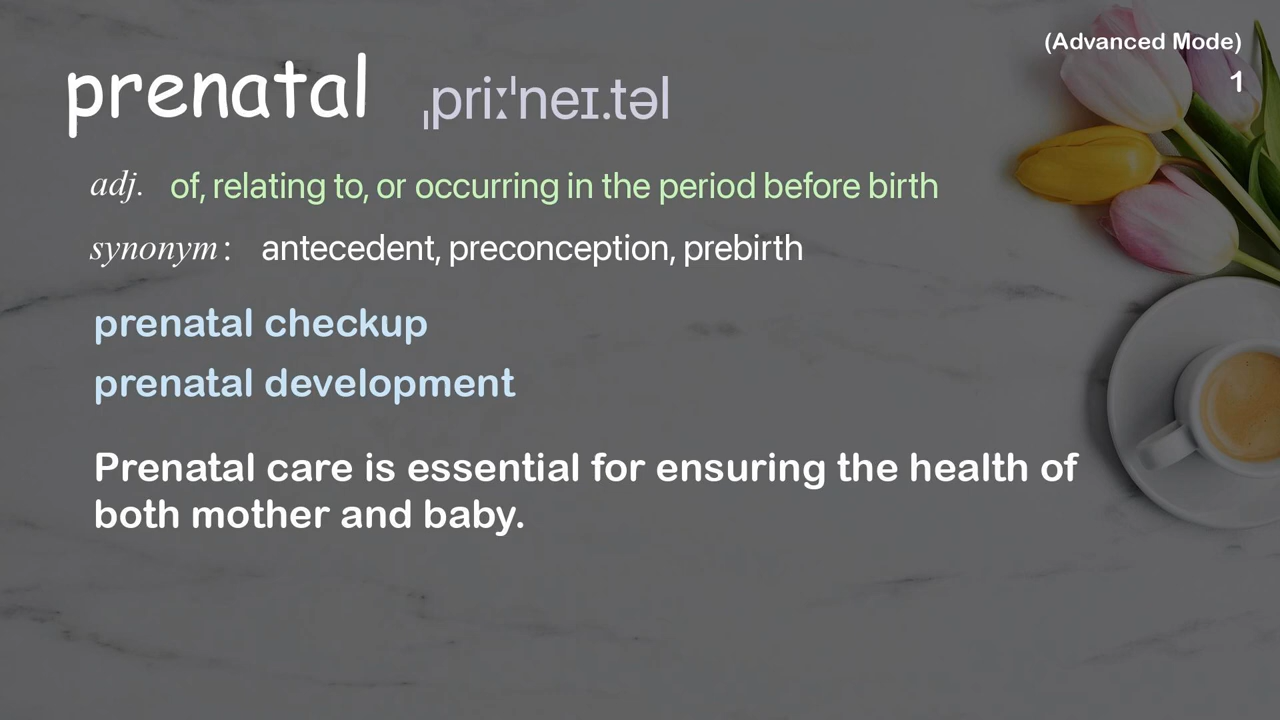 (Advanced Mode)
1
prenatal ˌpriːˈneɪ.təl
adj. of, relating to, or occurring in the period before birth
synonym: antecedent, preconception, prebirth
prenatal checkup
prenatal development
Prenatal care is essential for ensuring the health of
both mother and baby.